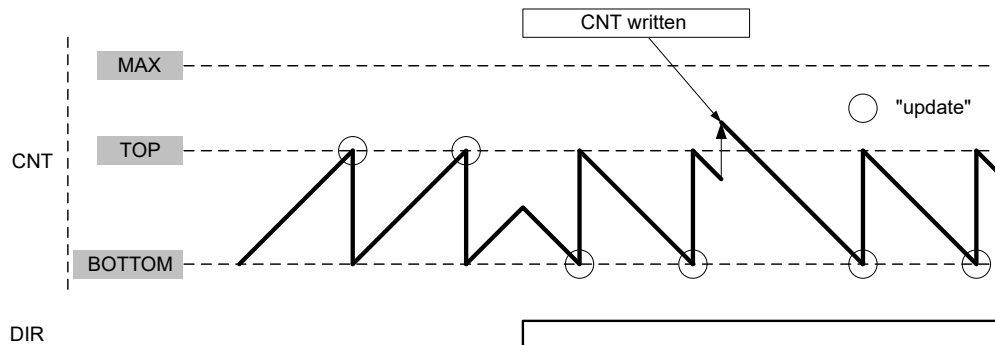 CNT written
MAX
"update"
TOP
CNT
BOTTOM
DIR